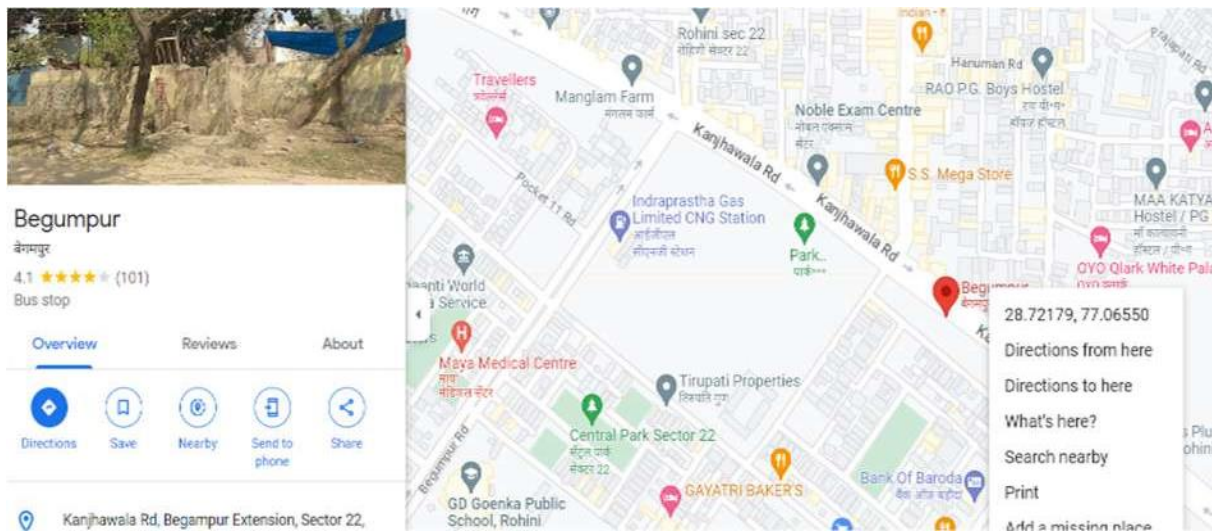 Begumpur
बेगमपुर
4.1 (101)
Bus stop
Overview
Reviews
About
Directions
Save
Nearby
Send to
phone
Share
Kanjhawala Rd, Begampur Extension, Sector 22,
Rohini sec 22
रोहिणी सेक्टर 22
Travellers
Manglam Farm
मंगलम फार्म
Hanuman Rd
RAO P.G. Boys Hostel
Noble Exam Centre
Kanjhawala Rd
S.S. Mega Store
Pocket 11 Rd
Indraprastha Gas
Limited CNG Station
Park..
Kanjhawala Rd
MAA KATYA
Hostel / PG
OYO Qlark White Pala
Maya Medical Centre
Tirupati Properties
Central Park Sector 22
सेंट्रल पार्क
सेक्टर 22
Begumpur Rd
GD Goenka Public
School, Rohini
GAYATRI BAKER'S
Bank Of Baroda
बैंक ऑफ बड़ौदा
28.72179, 77.06550
Directions from here
Directions to here
What's here?
Search nearby
Print
Add a missing place